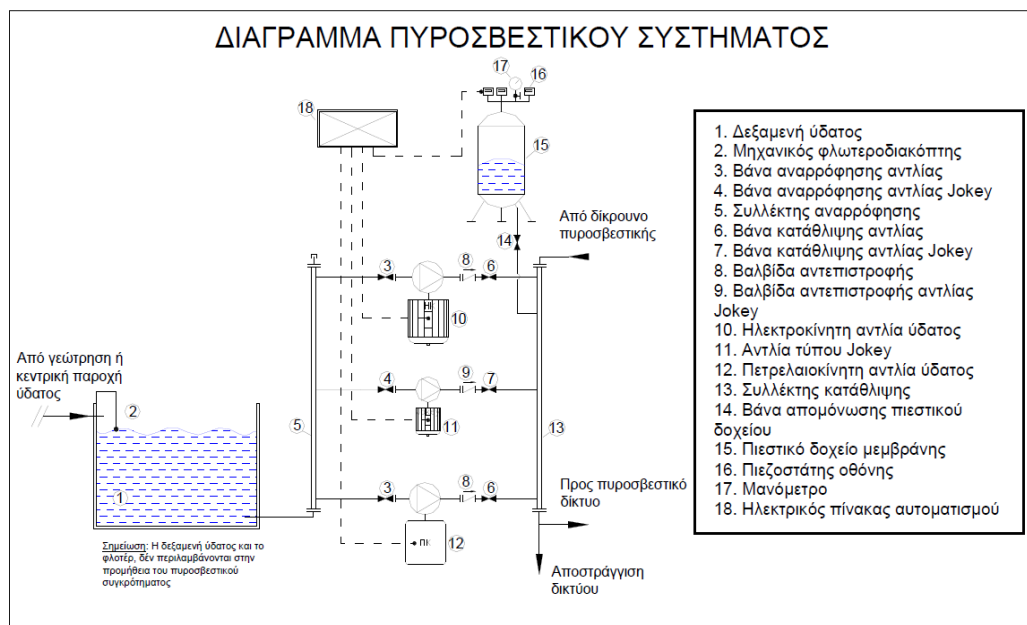 ΔΙΑΓΡΑΜΜΑ ΠΥΡΟΣΒΕΣΤΙΚΟΥ ΣΥΣΤΗΜΑΤΟΣ
17
16
18
15
Από δίκρουνο
πυροσβεστικής
14
3
8
6
10
Από γεώτρηση ή
κεντρική παροχή
ύδατος
2
4
9
7
11
5
13
1
3
8
6
Προς πυροσβεστικό
δίκτυο
ΠΚ
12
Σημείωση: Η δεξαμενή ύδατος και το
φλοτέρ, δέν περιλαμβάνονται στην
προμήθεια του πυροσβεστικού
συγκρότηματος
Αποστράγγιση
δικτύου
1. Δεξαμενή ύδατος
2. Μηχανικός φλωτεροδιακόπτης
3. Βάνα αναρρόφησης αντλίας
4. Βάνα αναρρόφησης αντλίας Jokey
5. Συλλέκτης αναρρόφησης
6. Βάνα κατάθλιψης αντλίας
7. Βάνα κατάθλιψης αντλίας Jokey
8. Βαλβίδα αντεπιστροφής
9. Βαλβίδα αντεπιστροφής αντλίας
Jokey
10. Ηλεκτροκίνητη αντλία ύδατος
11. Αντλία τύπου Jokey
12. Πετρελαιοκίνητη αντλία ύδατος
13. Συλλέκτης κατάθλιψης
14. Βάνα απομόνωσης πιεστικού
δοχείου
15. Πιεστικό δοχείο μεμβράνης
16. Πιεζοστάτης οθόνης
17. Μανόμετρο
18. Ηλεκτρικός πίνακας αυτοματισμού